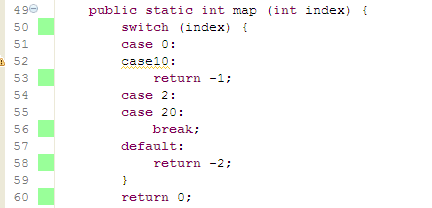 49 public static int map (int index) {
50 switch (index) {
51 case 0:
52 case10:
53 return -1;
54 case 2:
55 case 20:
56 break;
57 default:
58 return -2;
59 }
60 return 0;